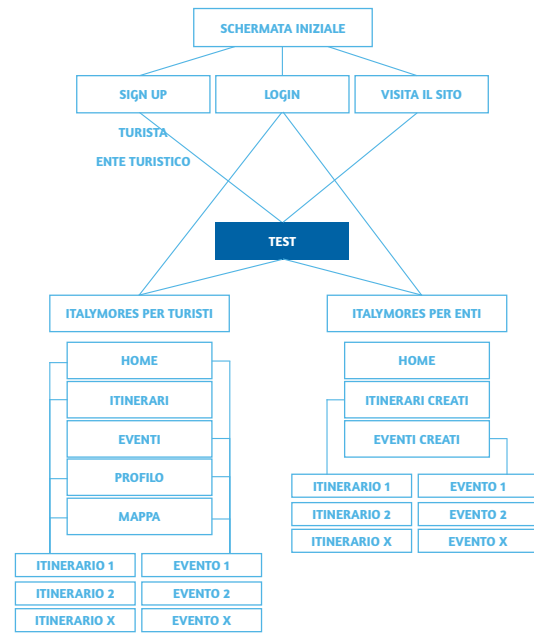 SCHERMATA INIZIALE
SIGN UP
LOGIN
VISITA IL SITO
TURISTA
ENTE TURISTICO
TEST
ITALYMORES PER TURISTI
ITALYMORES PER ENTI
HOME
HOME
ITINERARI
ITINERARI CREATI
EVENTI
EVENTI CREATI
PROFILO
MAPPA
ITINERARIO 1
EVENTO 1
ITINERARIO 2
EVENTO 2
ITINERARIO X
EVENTO X
ITINERARIO 1
EVENTO 1
ITINERARIO 2
EVENTO 2
ITINERARIO X
EVENTO X